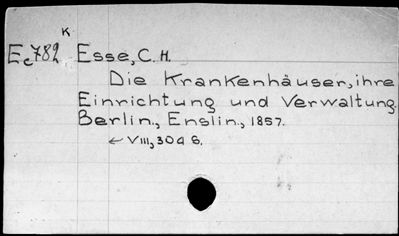 K
Ec782 Esse, C. H.
Die Krankenhäuser, ihre
Einrichtung und Verwaltung.
Berlin., Enslin., 1857.
← VIII, 304 S.